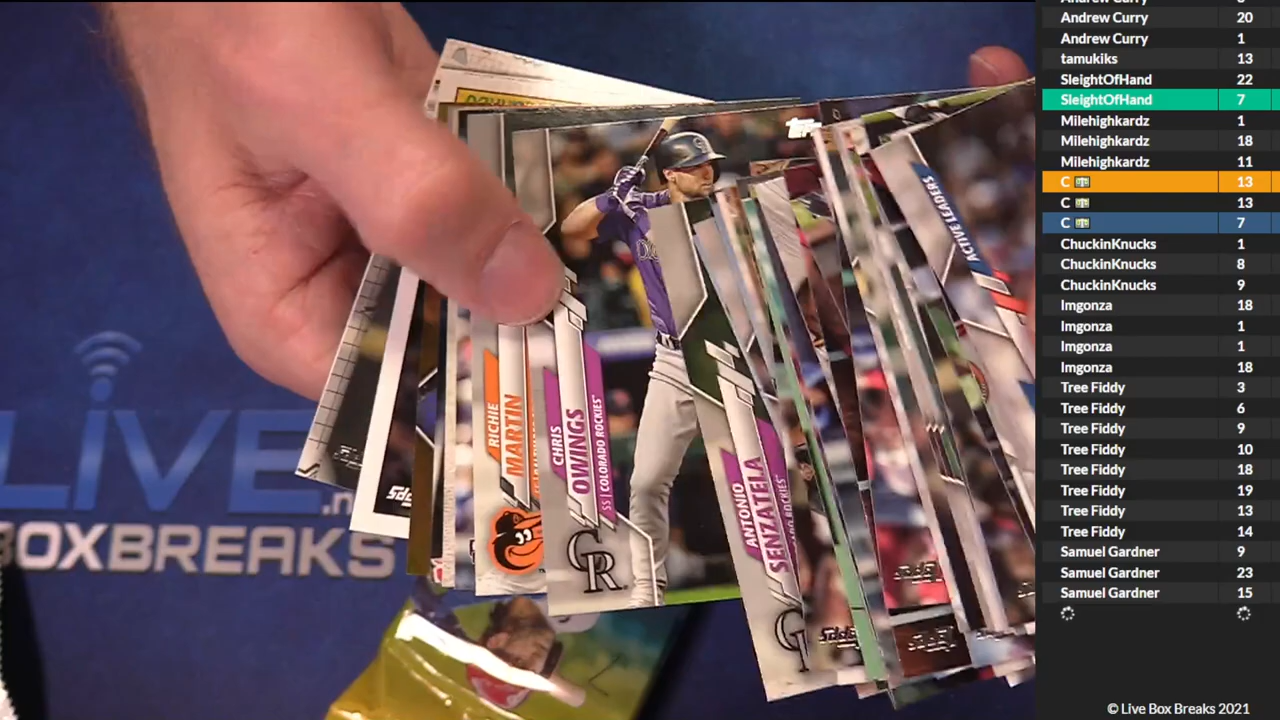 Andrew Curry 20
Andrew Curry 1
tamukiks 13
SleightOfHand 22
SleightOfHand 7
Milehighkardz 1
Milehighkardz 18
Milehighkardz 11
C 13
C 13
C 7
ChuckinKnucks 1
ChuckinKnucks 8
ChuckinKnucks 9
Imgonza 18
Imgonza 1
Imgonza 1
Imgonza 18
Tree Fiddy 3
Tree Fiddy 6
Tree Fiddy 9
Tree Fiddy 10
Tree Fiddy 18
Tree Fiddy 19
Tree Fiddy 13
Tree Fiddy 14
Samuel Gardner 9
Samuel Gardner 23
Samuel Gardner 15
© Live Box Breaks 2021
ACTIVE LEADERS
RICHIE
MARTIN
CHRIS
OWINGS
SS | COLORADO ROCKIES
CR
ANTONIO
SENZATELA
LIVE
BOXBREAKS